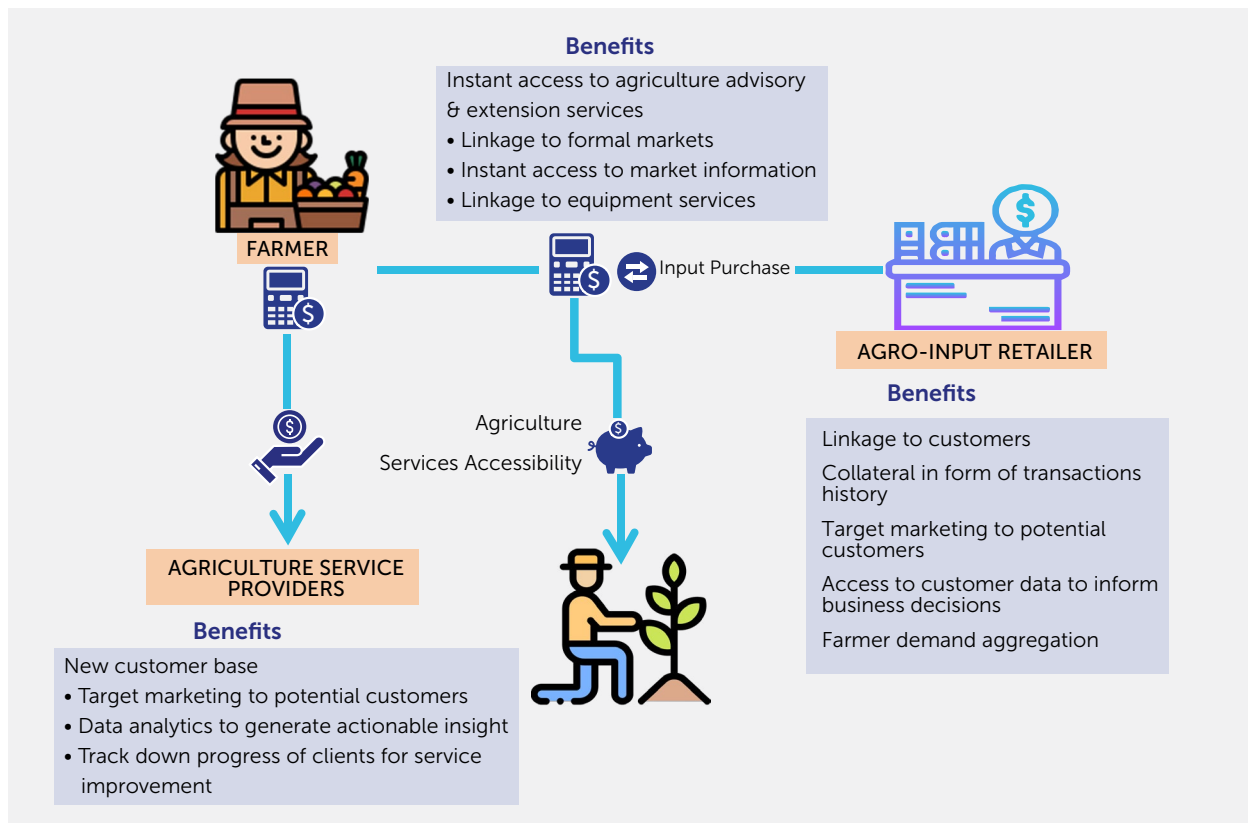 Benefits
Instant access to agriculture advisory
& extension services
• Linkage to formal markets
• Instant access to market information
• Linkage to equipment services
FARMER
$
$
Input Purchase
$
AGRO-INPUT RETAILER
Benefits
Linkage to customers
Collateral in form of transactions
history
Target marketing to potential
customers
Access to customer data to inform
business decisions
Farmer demand aggregation
$
$
Agriculture
Services Accessibility
AGRICULTURE SERVICE
PROVIDERS
Benefits
New customer base
• Target marketing to potential customers
• Data analytics to generate actionable insight
• Track down progress of clients for service
improvement